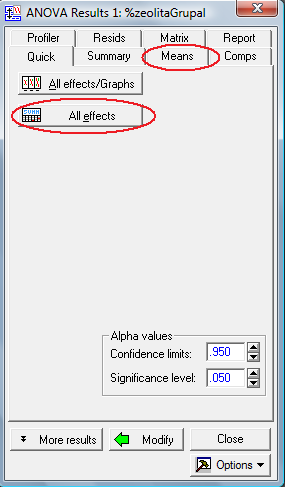 ANOVA Results 1: %zeolitaGrupal
Profiler Resids Matrix Report
Quick Summary Means Comps
All effects/Graphs
SUMM All effects
Alpha values
Confidence limits: .950
Significance level: .050
More results Modify Close
Options